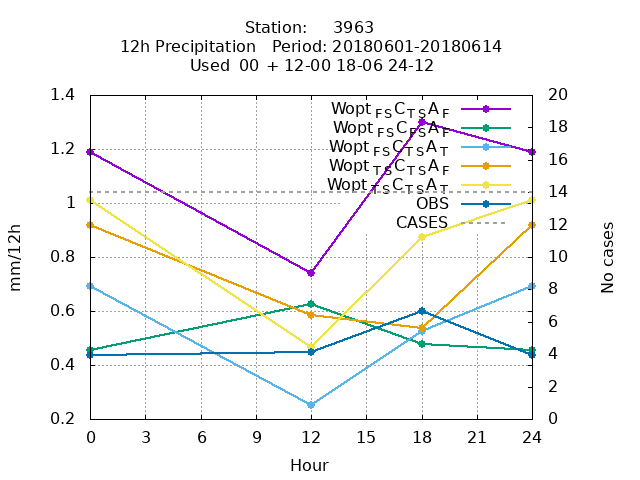 Station: 3963
12h Precipitation Period: 20180601-20180614
Used 00 + 12-00 18-06 24-12
1.4
1.2
1
0.8
0.6
0.4
0.2
mm/12h
20
18
16
14
12
10
8
6
4
2
0
No cases
Wopt FS C TS A F
Wopt FS C FS A F
Wopt FS C TS A T
Wopt TS C TS A F
Wopt TS C TS A T
OBS
CASES
0 3 6 9 12 15 18 21 24
Hour